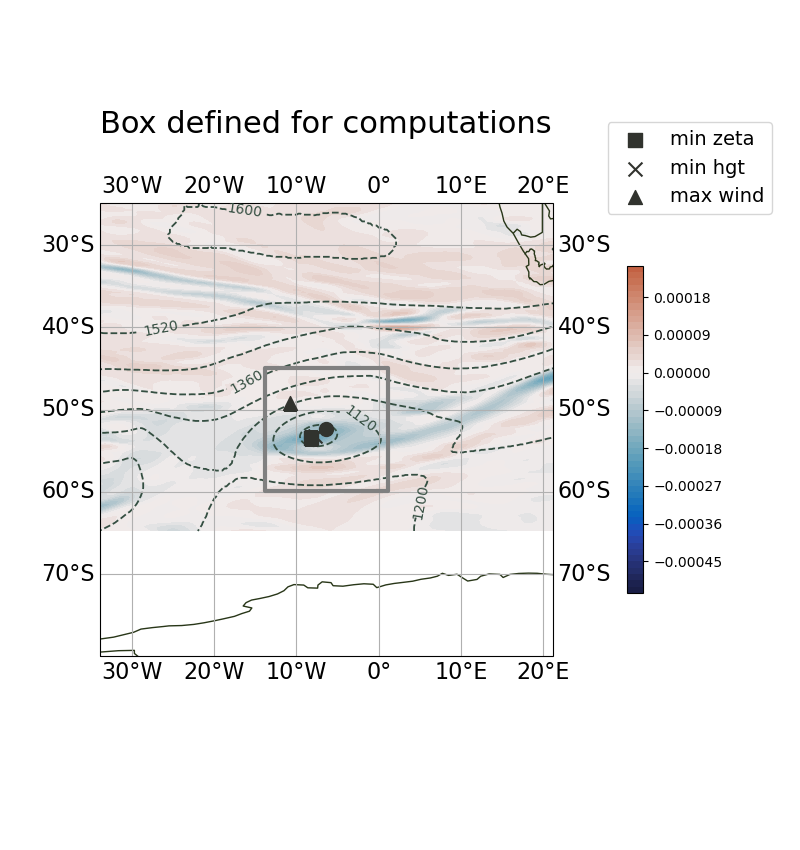 Box defined for computations
min zeta
min hgt
max wind
30°W 20°W 10°W 0° 10°E 20°E
1600
30°S 30°S
0.00018
40°S 1520 40°S
0.00009
0.00000
1360
50°S 1120 50°S
−0.00009
−0.00018
60°S 1200 60°S
−0.00027
−0.00036
70°S 70°S
−0.00045
30°W 20°W 10°W 0° 10°E 20°E